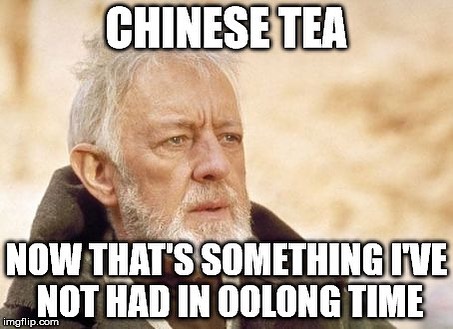 CHINESE TEA
NOW THAT'S SOMETHING I'VE
NOT HAD IN OOLONG TIME
imgflip.com